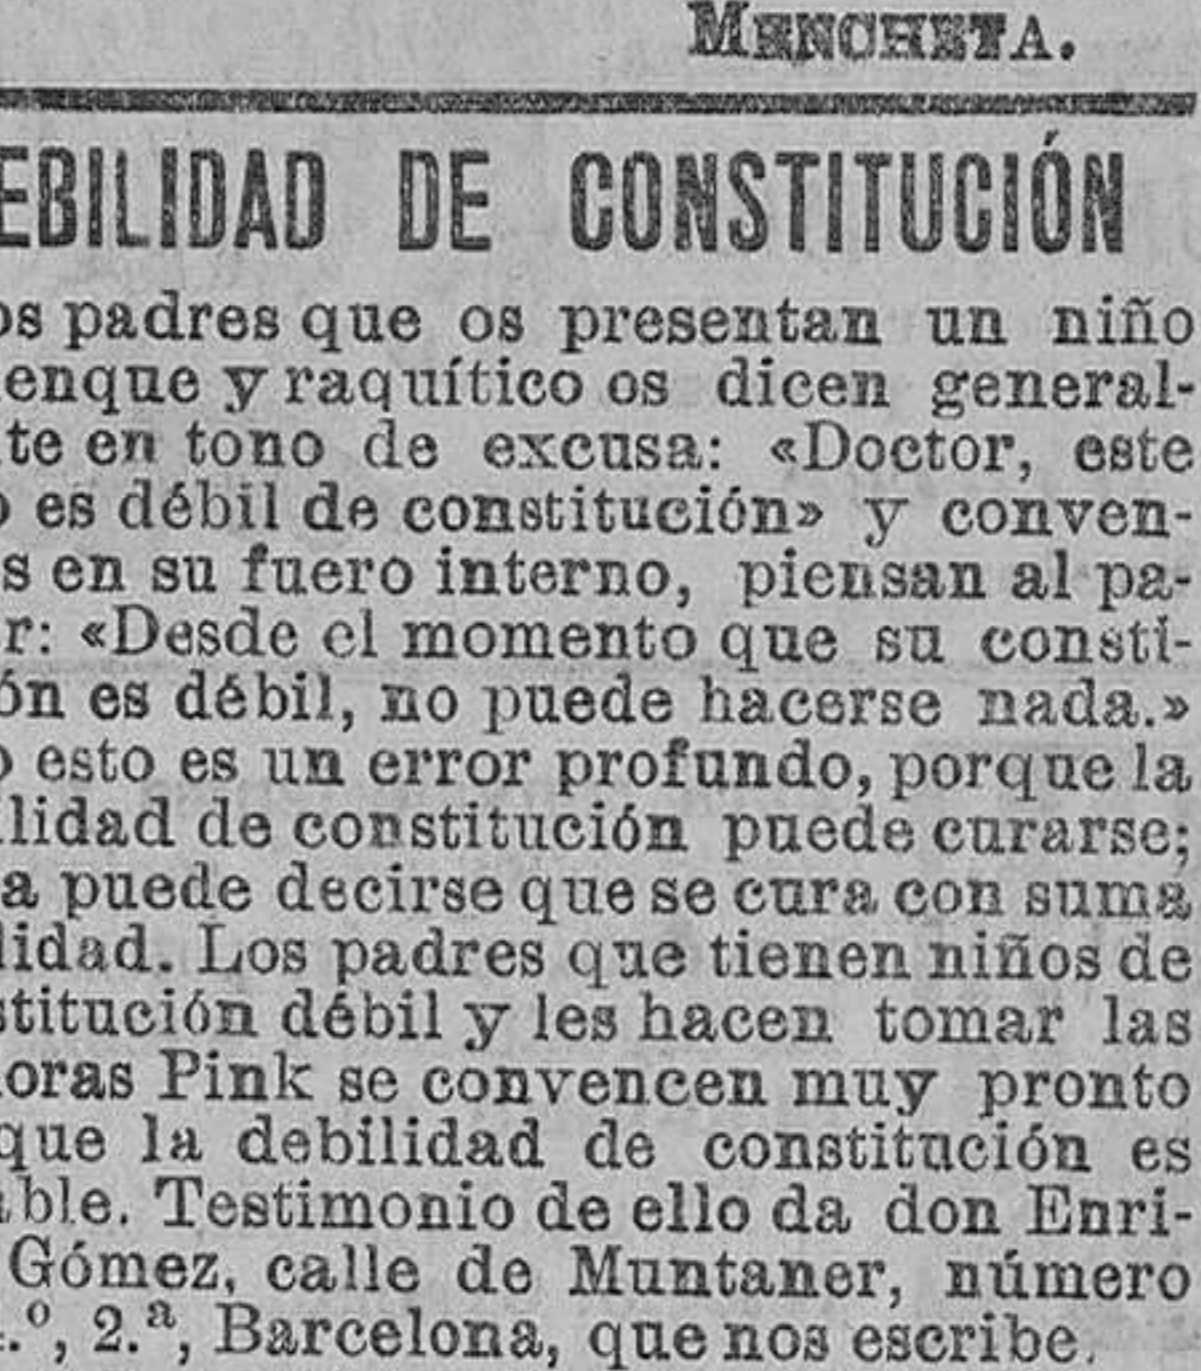 MENCHETA.
EBILIDAD DE CONSTITUCIÓN
os padres que os presentan un niño
enque y raquítico os dicen general-
te en tono de excusa: «Doctor, este
o es débil de constitución» y conven-
s en su fuero interno, piensan al pa-
r: «Desde el momento que su consti-
ón es débil, no puede hacerse nada.»
o esto es un error profundo, porque la
ilidad de constitución puede curarse;
a puede decirse que se cura con suma
lidad. Los padres que tienen niños de
stitución débil y les hacen tomar las
oras Pink se convencen muy pronto
que la debilidad de constitución es
able. Testimonio de ello da don Enri-
Gómez, calle de Muntaner, número
.º, 2.ª, Barcelona, que nos escribe.